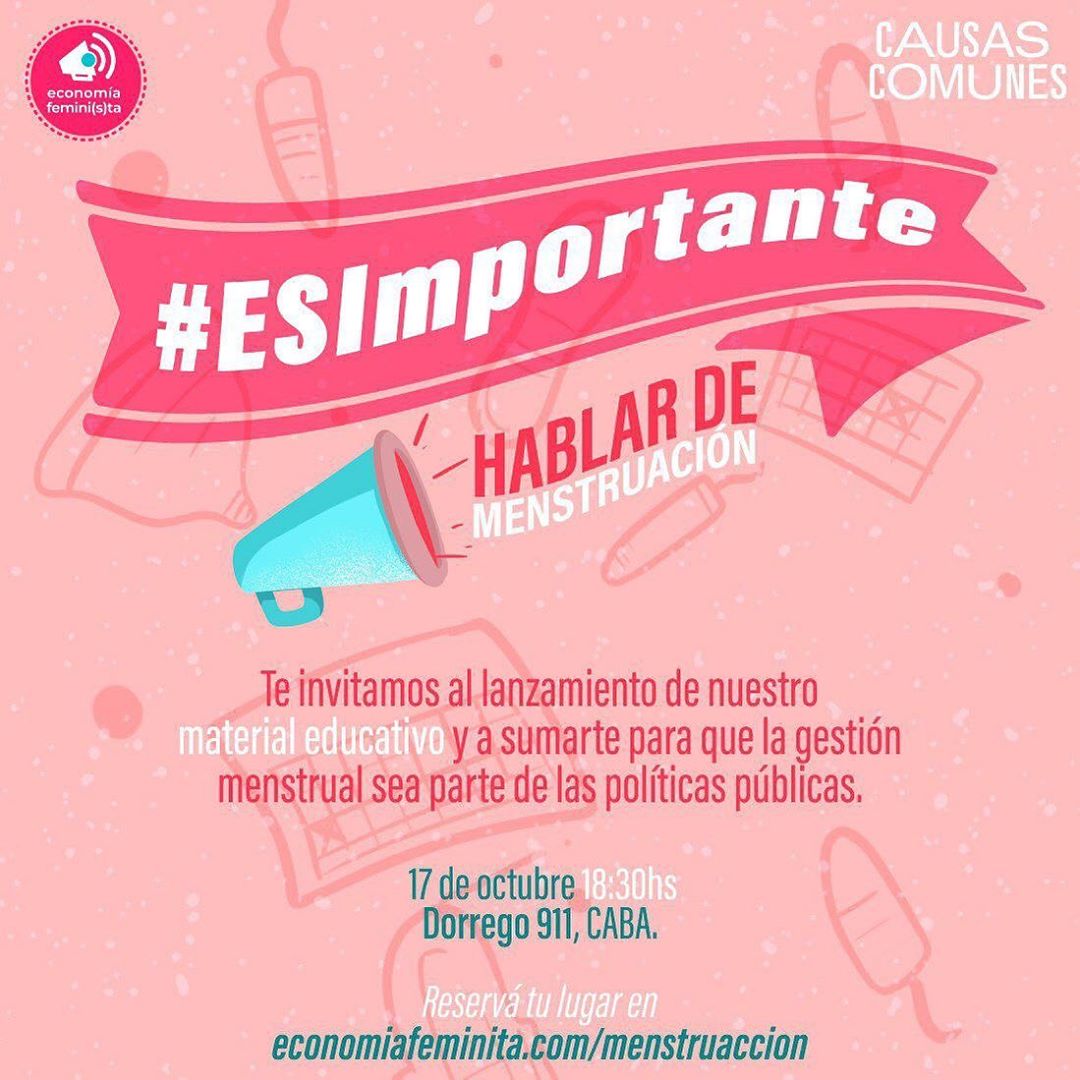 economía
femini(s)ta
CAUSAS
COMUNES
#ESImportante
HABLAR DE
MENSTRUACIÓN
Te invitamos al lanzamiento de nuestro
material educativo y a sumarte para que la gestión
menstrual sea parte de las políticas públicas.
17 de octubre 18:30hs
Dorrego 911, CABA.
Reservá tu lugar en
economiafeminita.com/menstruaccion